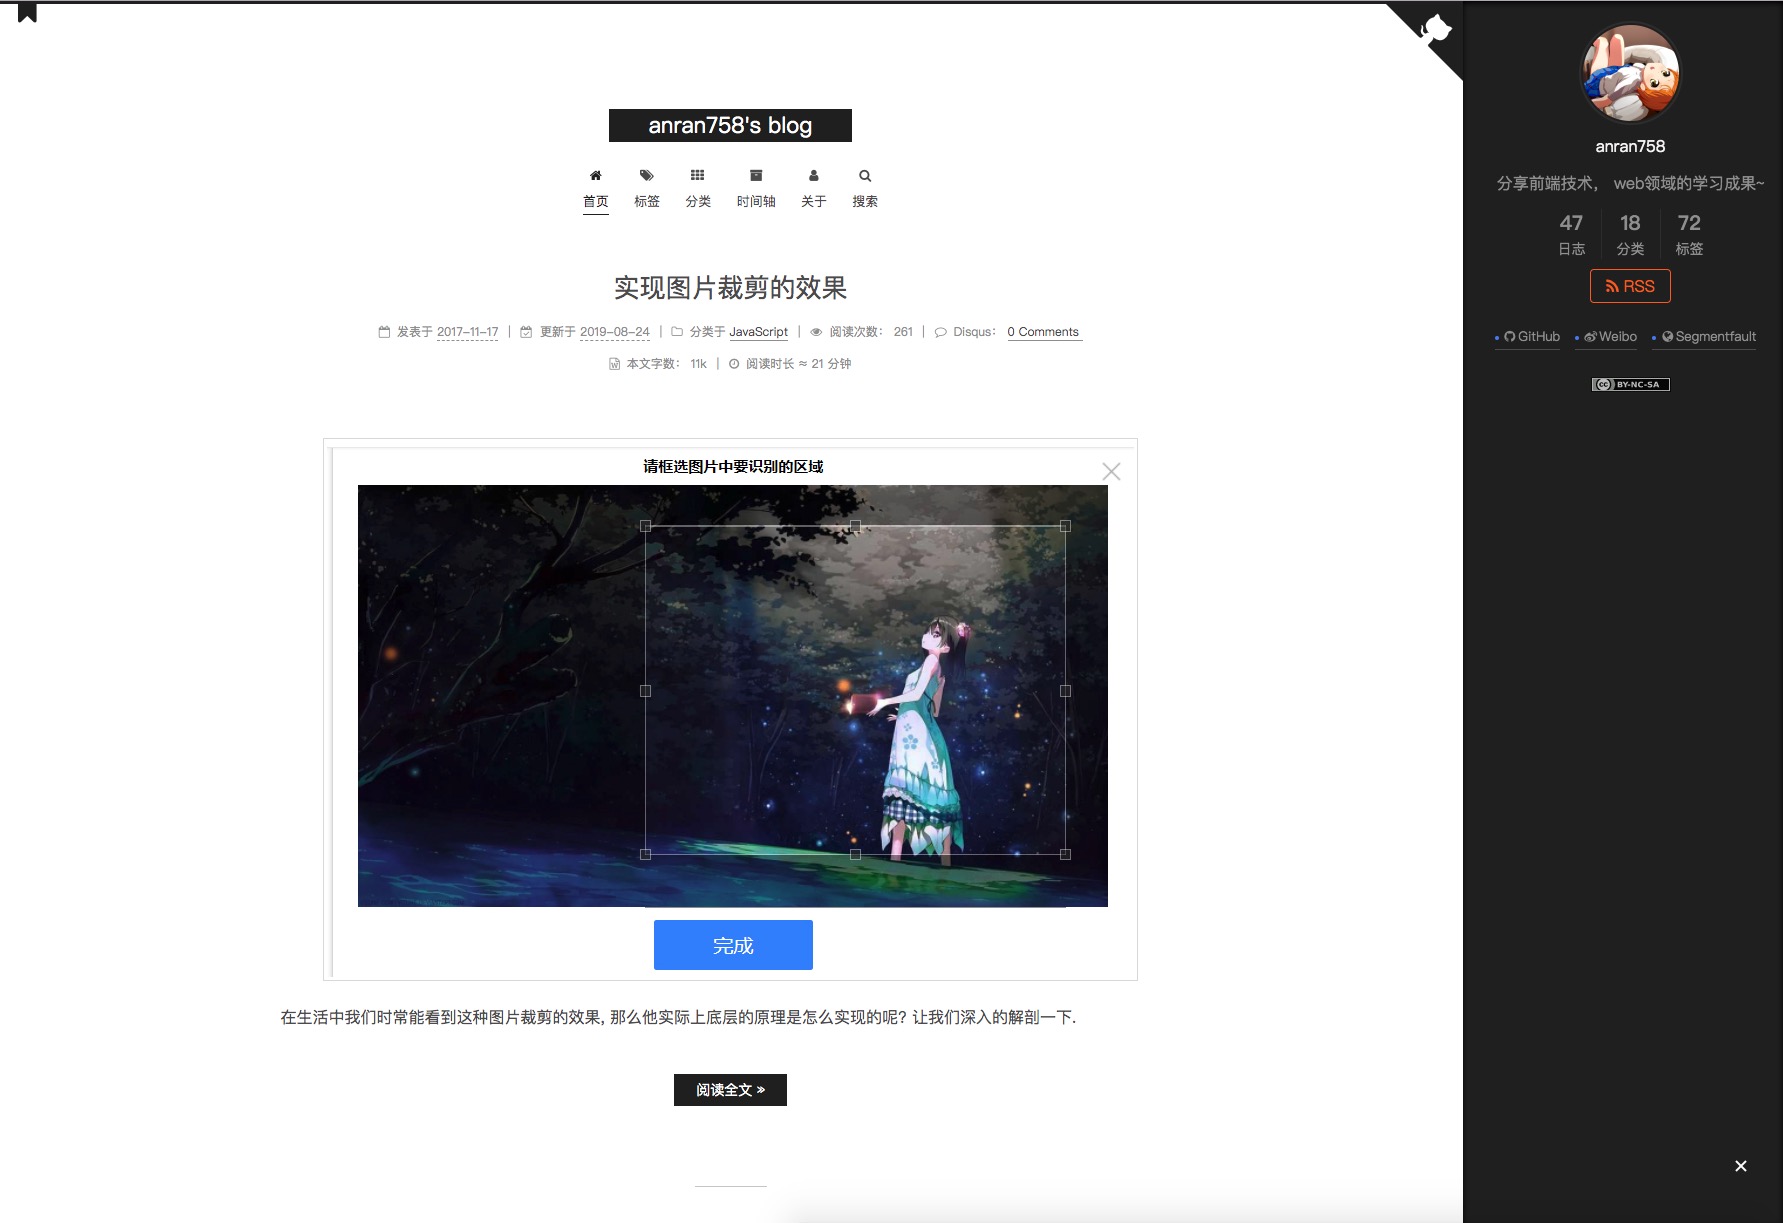 anran758's blog
首页 标签 分类 时间轴 关于 搜索
实现图片裁剪的效果
发表于 2017-11-17 | 更新于 2019-08-24 | 分类于 JavaScript | 阅读次数： 261 | Disqus： 0 Comments
本文字数： 11k | 阅读时长 ≈ 21 分钟
请框选图片中要识别的区域
完成
在生活中我们时常能看到这种图片裁剪的效果, 那么他实际上底层的原理是怎么实现的呢? 让我们深入的解剖一下.
阅读全文 »
anran758
分享前端技术， web领域的学习成果~
47 18 72
日志 分类 标签
RSS
GitHub Weibo Segmentfault
cc BY-NC-SA